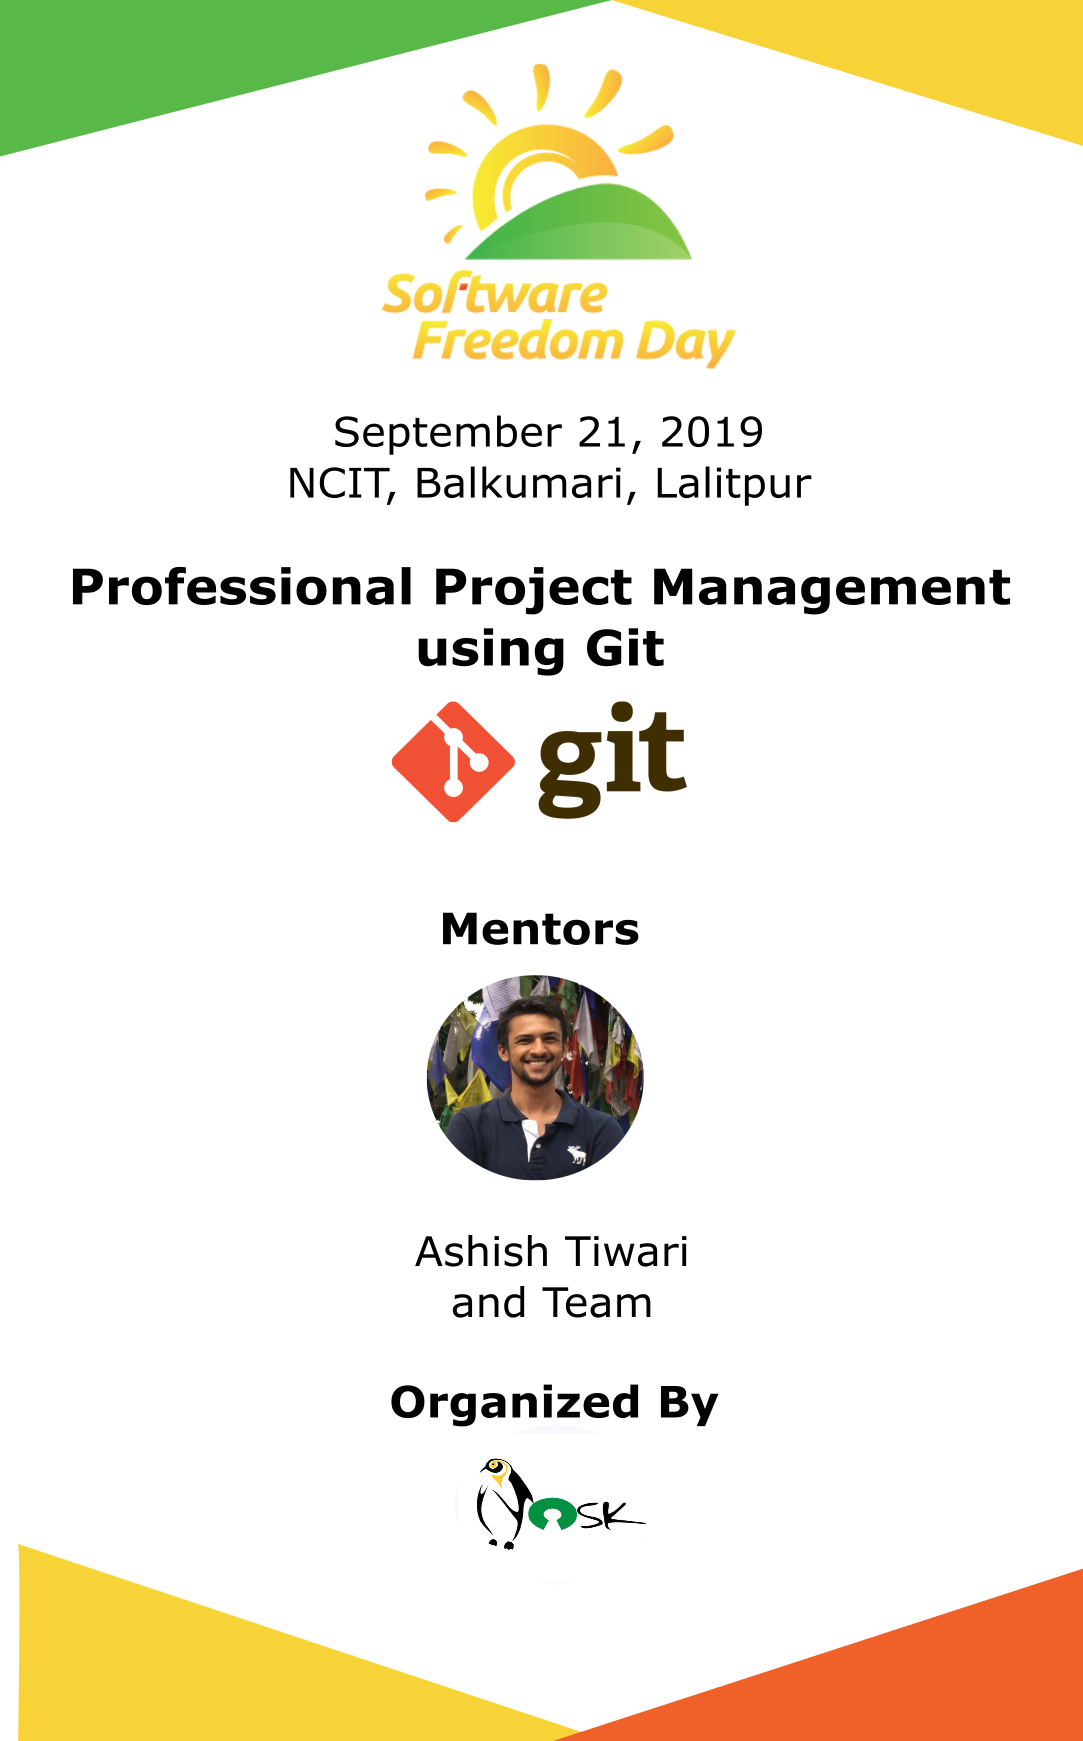 Software
Freedom Day
September 21, 2019
NCIT, Balkumari, Lalitpur
Professional Project Management
using Git
git
Mentors
Ashish Tiwari
and Team
Organized By
NOSK